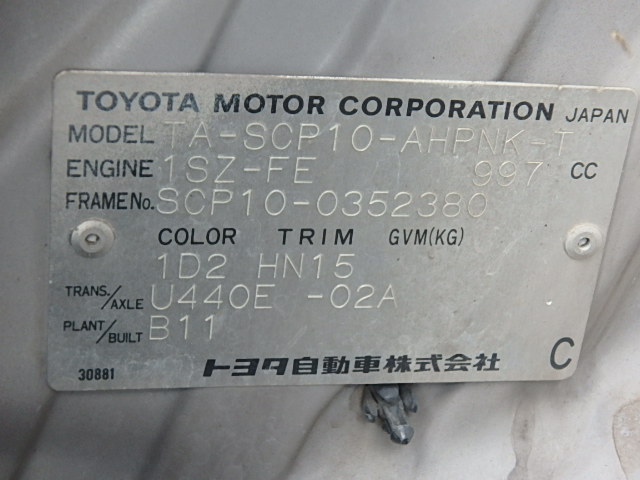 TOYOTA MOTOR CORPORATION JAPAN
MODEL TA-SCP10-AHPNK-T
ENGINE 1SZ-FE 997 CC
FRAME No. SCP10-0352380
COLOR TRIM GVM(KG)
1D2 HN15
TRANS./AXLE U440E -02A
PLANT/BUILT B11
30881 トヨタ自動車株式会社 C